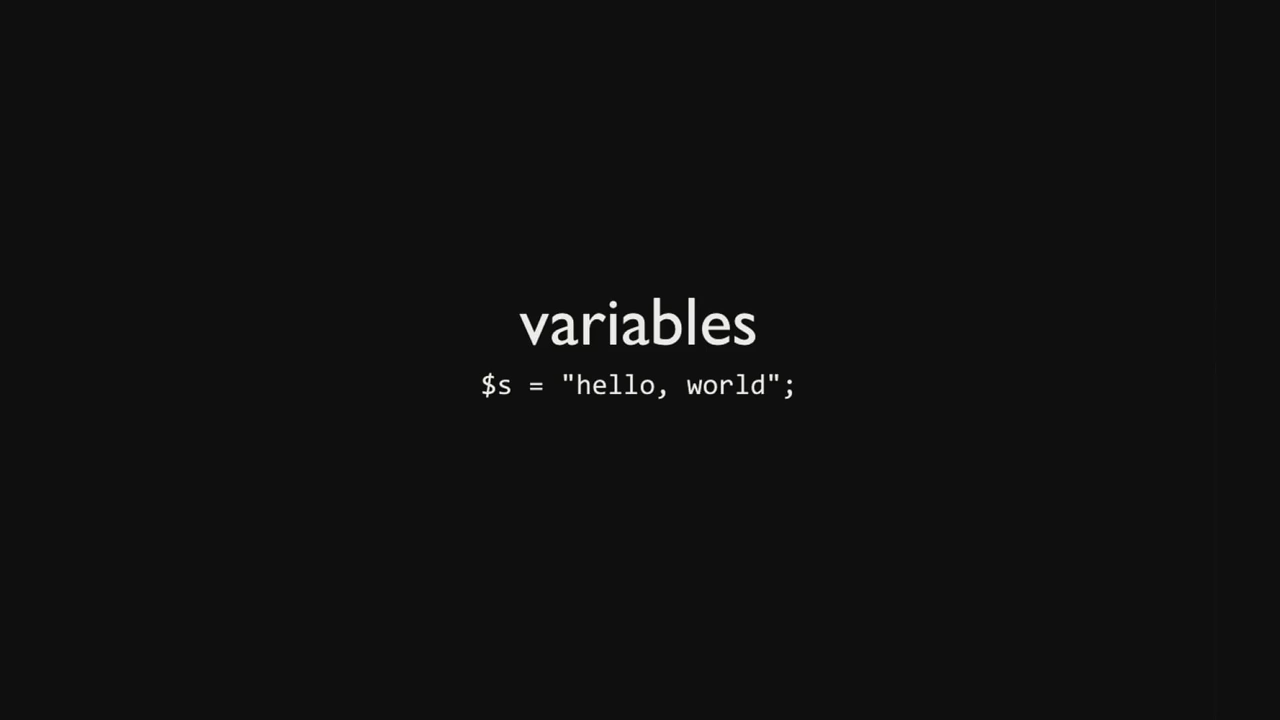 variables
$s = "hello, world";